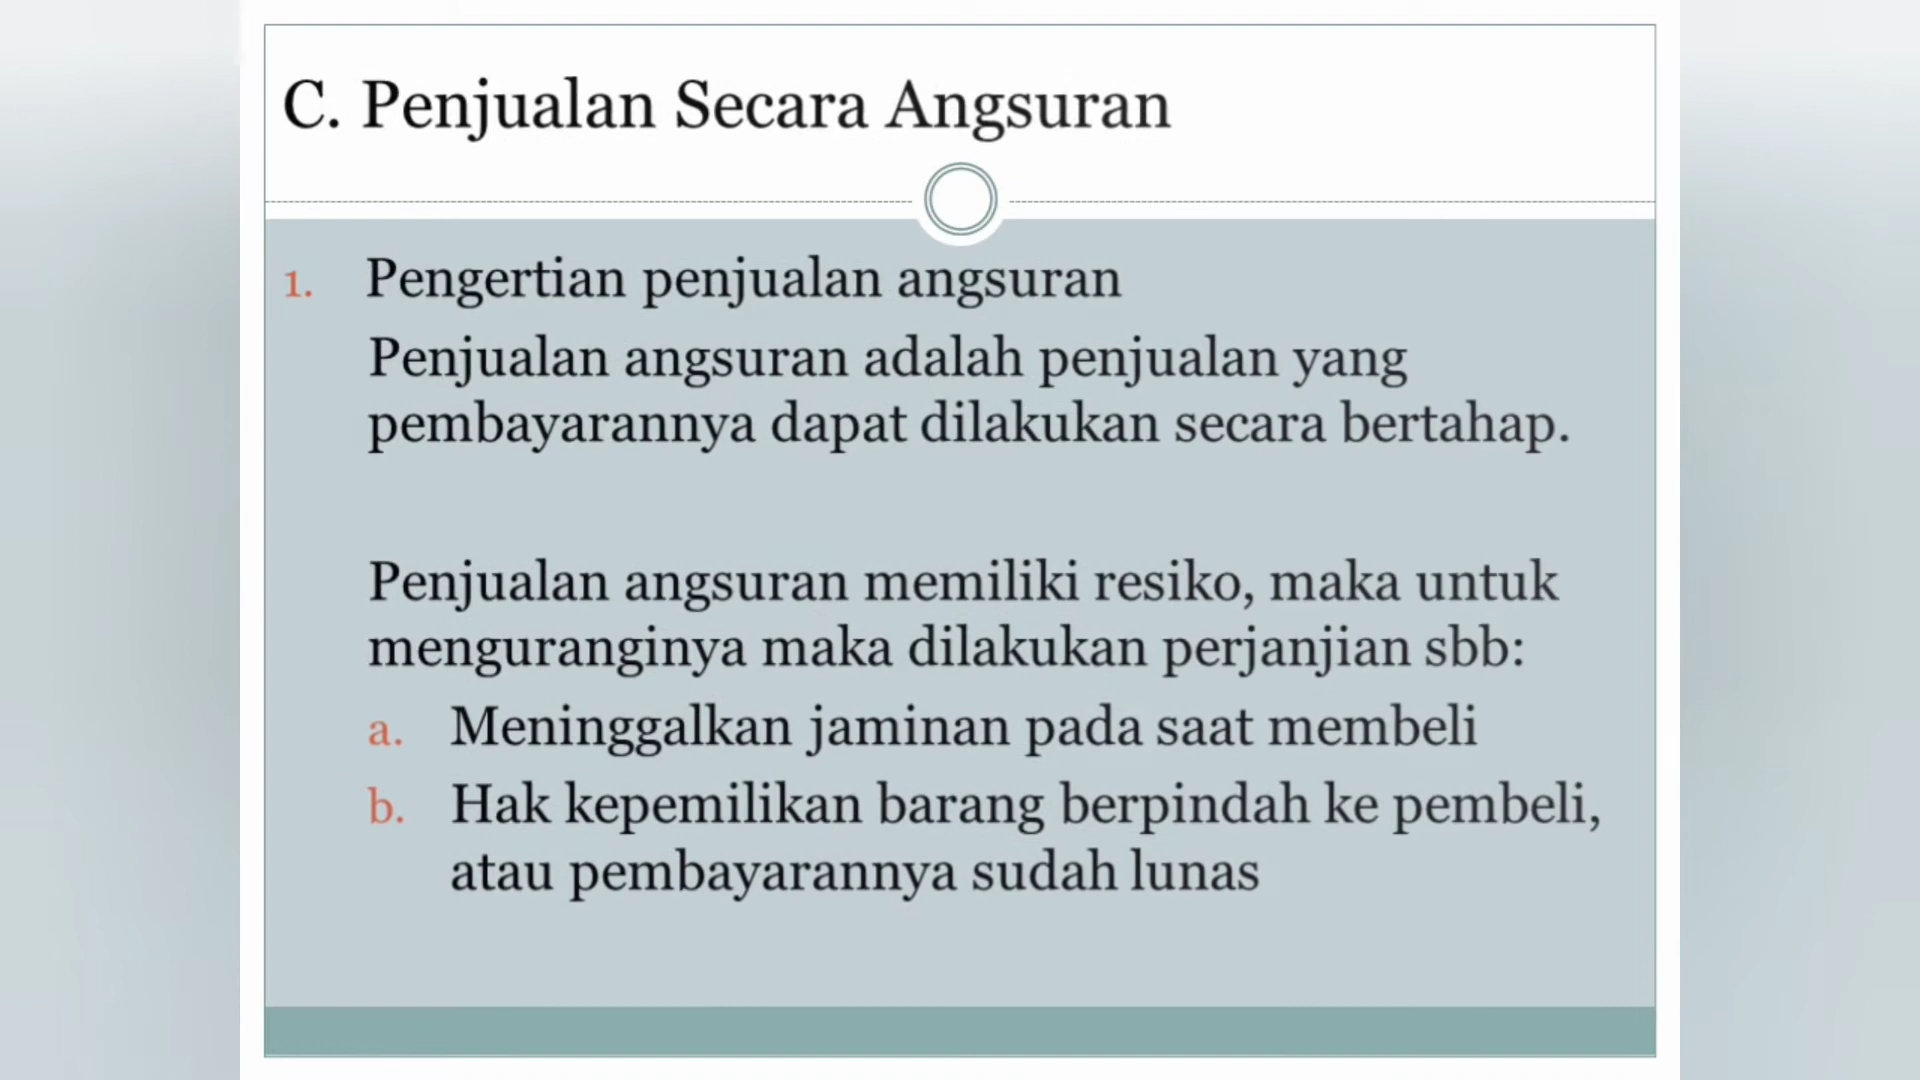 C. Penjualan Secara Angsuran
1. Pengertian penjualan angsuran
Penjualan angsuran adalah penjualan yang
pembayarannya dapat dilakukan secara bertahap.
Penjualan angsuran memiliki resiko, maka untuk
menguranginya maka dilakukan perjanjian sbb:
a. Meninggalkan jaminan pada saat membeli
b. Hak kepemilikan barang berpindah ke pembeli,
atau pembayarannya sudah lunas